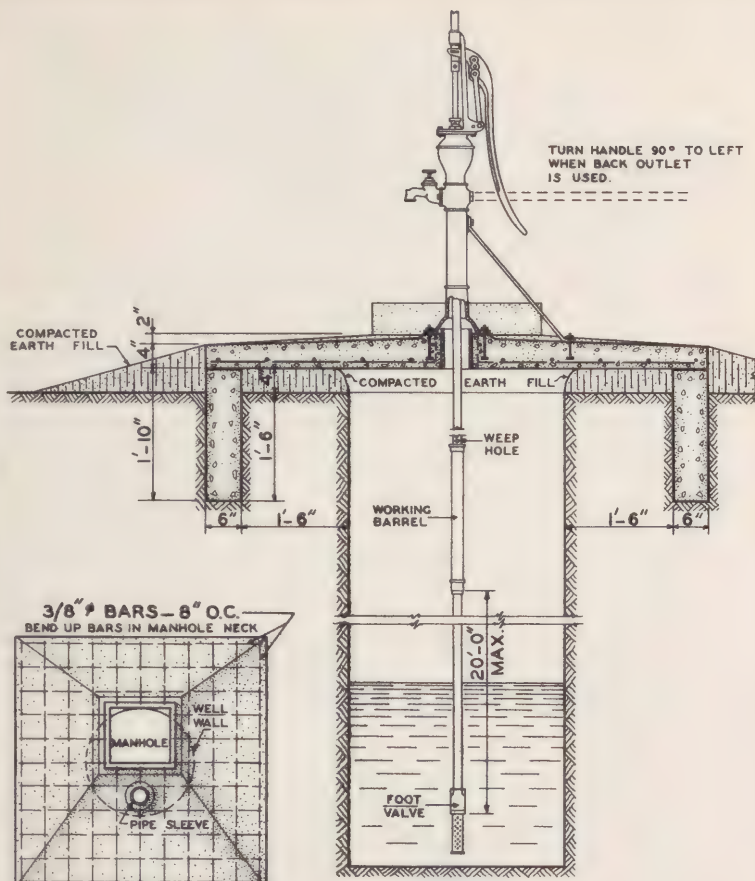 TURN HANDLE 90° TO LEFT
WHEN BACK OUTLET
IS USED.
2"
COMPACTED
EARTH FILL
4"
4"
COMPACTED EARTH FILL
WEEP
HOLE
1'-10"
1'-6"
WORKING
BARREL
6"
1'-6"
1'-6"
6"
3/8" ⌀ BARS – 8" O.C.
BEND UP BARS IN MANHOLE NECK
20'-0"
MAX.
WELL
WALL
MANHOLE
FOOT
VALVE
PIPE SLEEVE